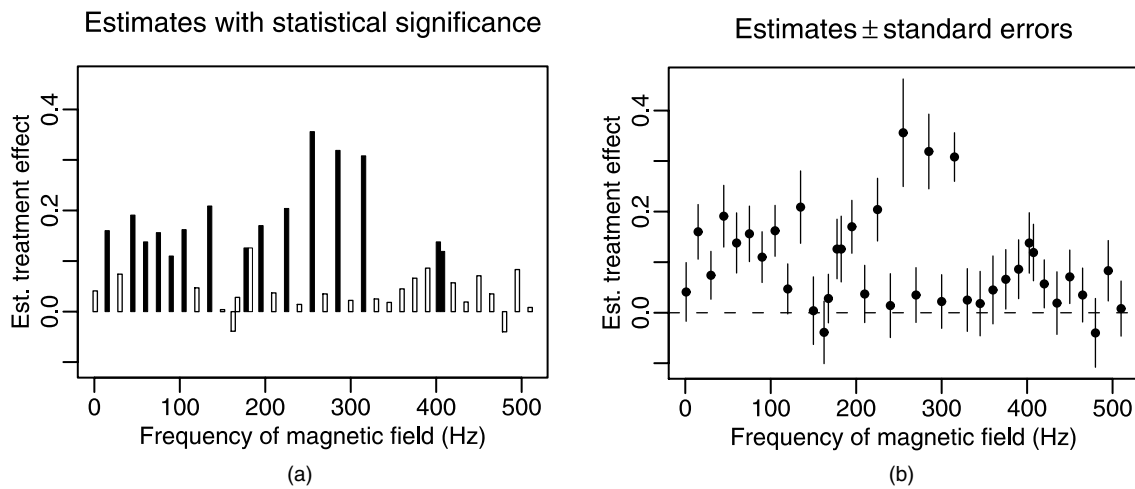 Estimates with statistical significance
Est. treatment effect
0.0 0.2 0.4
0 100 200 300 400 500
Frequency of magnetic field (Hz)
(a)
Estimates ± standard errors
Est. treatment effect
0.0 0.2 0.4
0 100 200 300 400 500
Frequency of magnetic field (Hz)
(b)